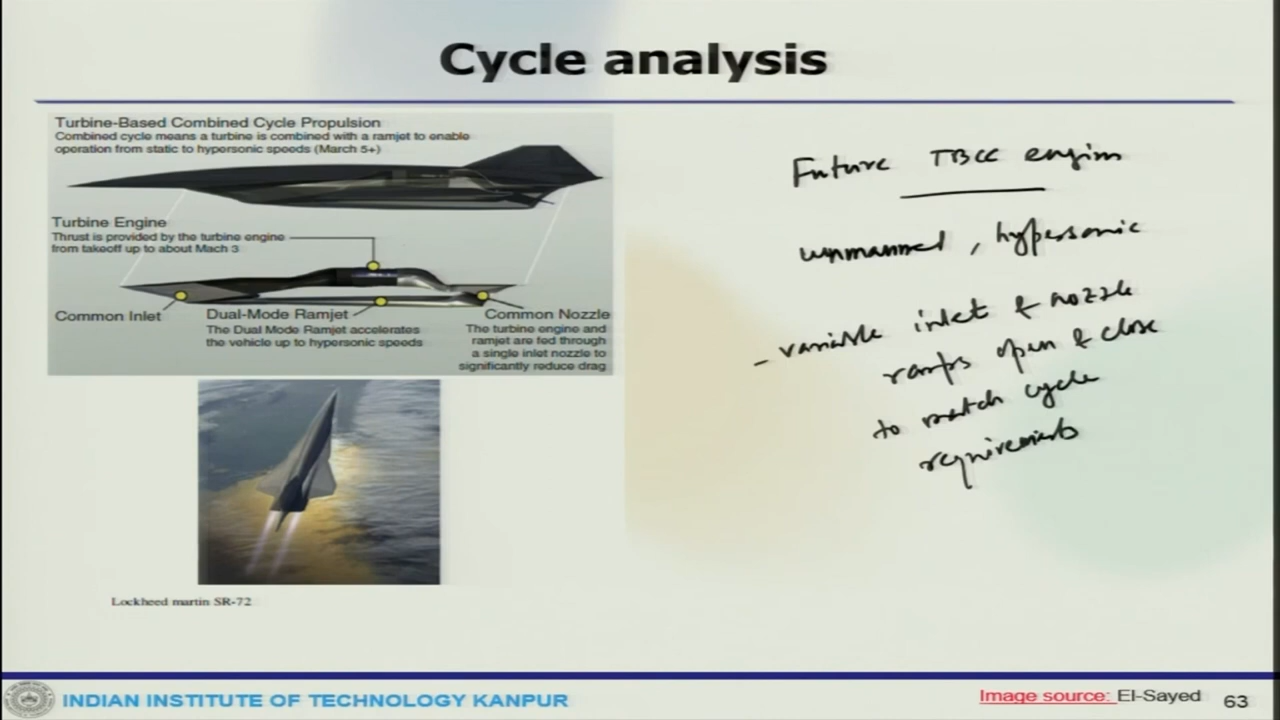 Cycle analysis
Turbine-Based Combined Cycle Propulsion
Combined cycle means a turbine is combined with a ramjet to enable
operation from static to hypersonic speeds (March 5+)
Turbine Engine
Thrust is provided by the turbine engine
from takeoff up to about Mach 3
Common Inlet
Dual-Mode Ramjet
The Dual Mode Ramjet accelerates
the vehicle up to hypersonic speeds
Common Nozzle
The turbine engine and
ramjet are fed through
a single inlet nozzle to
significantly reduce drag
Lockheed martin SR-72
Future TBCC engine
unmanned, hypersonic
- variable inlet & nozzle
ramps open & close
to match cycle
requirements
INDIAN INSTITUTE OF TECHNOLOGY KANPUR
Image source: El-Sayed
63